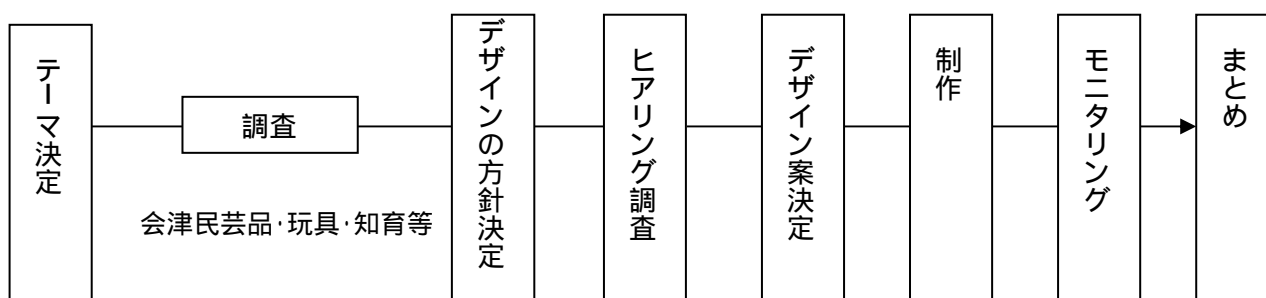 テーマ決定
調査
会津民芸品・玩具・知育等
デザインの方針決定
ヒアリング調査
デザイン案決定
制作
モニタリング
まとめ